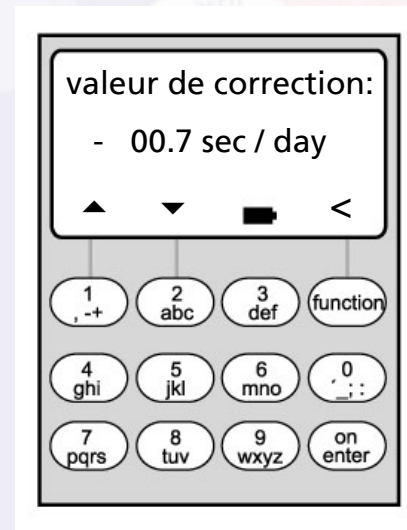 valeur de correction:
- 00.7 sec / day
<
1 2 3 function
, -+ abc def
4 5 6 0
ghi jkl mno ´_; :
7 8 9 on
pqrs tuv wxyz enter